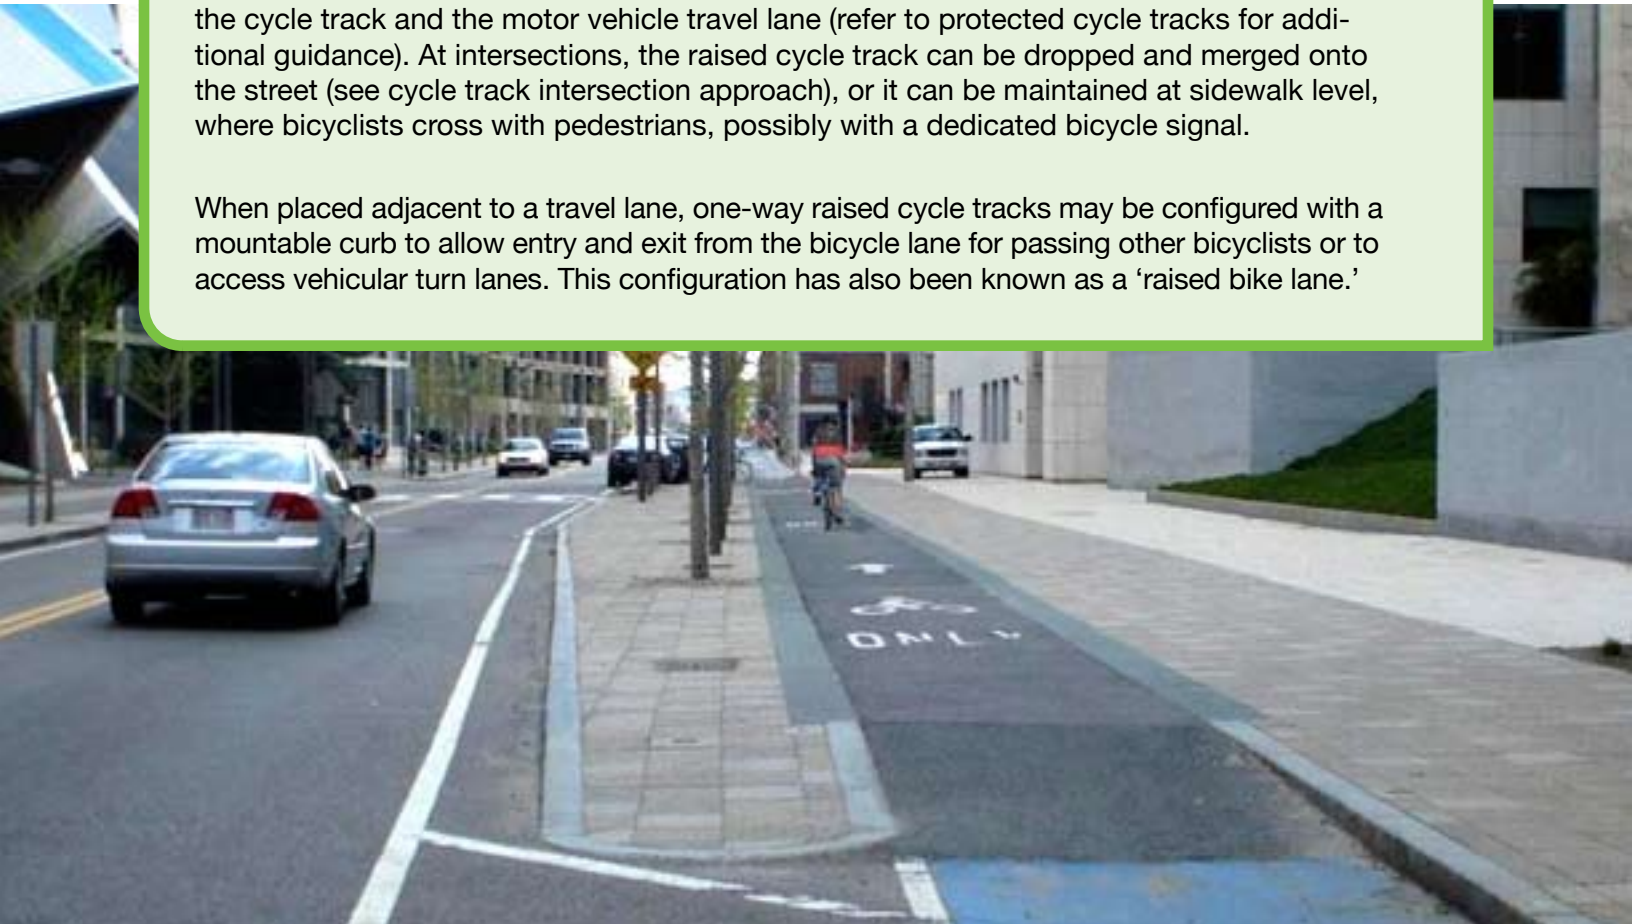 the cycle track and the motor vehicle travel lane (refer to protected cycle tracks for addi-
tional guidance). At intersections, the raised cycle track can be dropped and merged onto
the street (see cycle track intersection approach), or it can be maintained at sidewalk level,
where bicyclists cross with pedestrians, possibly with a dedicated bicycle signal.
When placed adjacent to a travel lane, one-way raised cycle tracks may be configured with a
mountable curb to allow entry and exit from the bicycle lane for passing other bicyclists or to
access vehicular turn lanes. This configuration has also been known as a ‘raised bike lane.’
ONLY